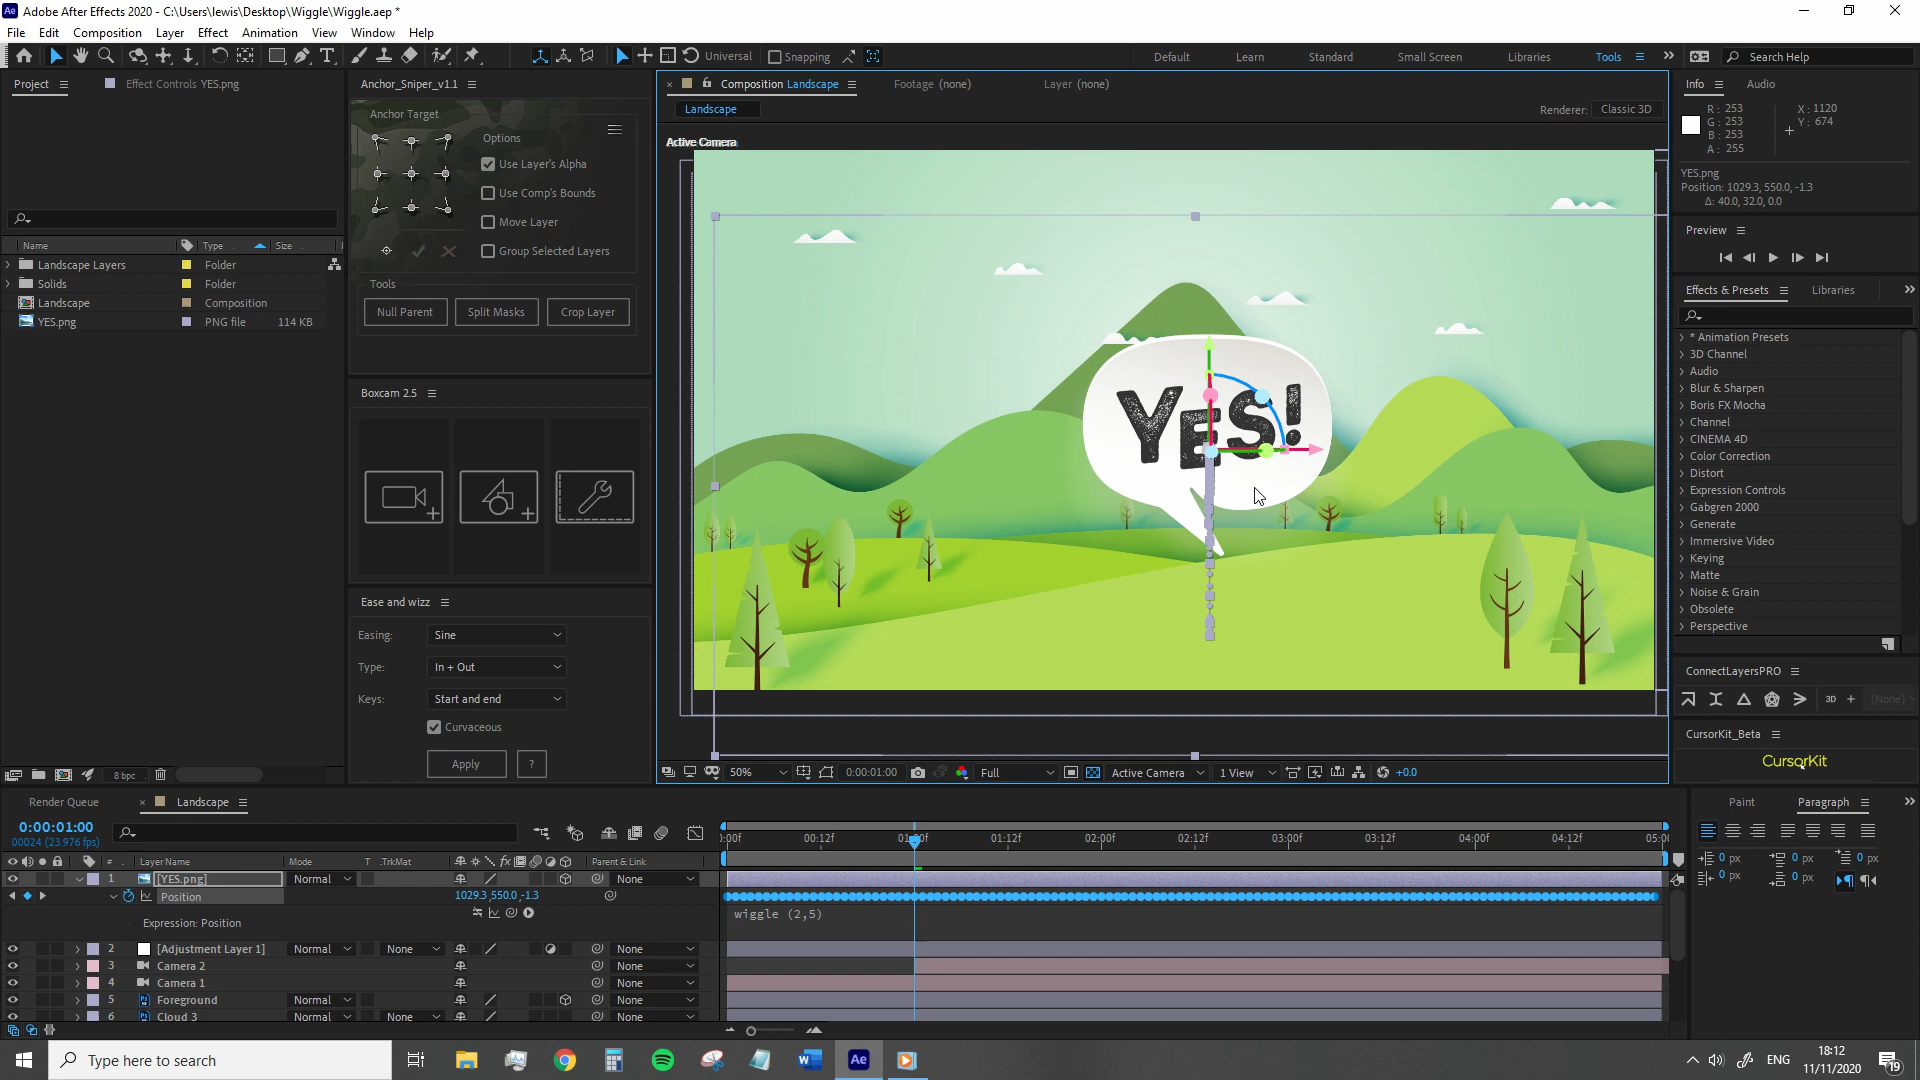 Adobe After Effects 2020 - C:\Users\lewis\Desktop\Wiggle\Wiggle.aep *
File Edit Composition Layer Effect Animation View Window Help
Universal Snapping Default Learn Standard Small Screen Libraries Tools Search Help
Project Effect Controls YES.png
Name Type Size
Landscape Layers Folder
Solids Folder
Landscape Composition
YES.png PNG file 114 KB
8 bpc
Anchor_Sniper_v1.1
Anchor Target
Options
Use Layer's Alpha
Use Comp's Bounds
Move Layer
Group Selected Layers
Tools
Null Parent Split Masks Crop Layer
Boxcam 2.5
Ease and wizz
Easing: Sine
Type: In + Out
Keys: Start and end
Curvaceous
Apply ?
Composition Landscape Footage (none) Layer (none)
Landscape Renderer: Classic 3D
Active Camera
YES!
50% 0:00:01:00 Full Active Camera 1 View +0.0
Info Audio
R: 253 X: 1120
G: 253 Y: 674
B: 253
A: 255
YES.png
Position: 1029.3, 550.0, -1.3
Δ: 40.0, 32.0, 0.0
Preview
Effects & Presets Libraries
* Animation Presets
3D Channel
Audio
Blur & Sharpen
Boris FX Mocha
Channel
CINEMA 4D
Color Correction
Distort
Expression Controls
Gabgren 2000
Generate
Immersive Video
Keying
Matte
Noise & Grain
Obsolete
Perspective
ConnectLayersPRO
3D + (None)
CursorKit_Beta
CursorKit
Render Queue Landscape
0:00:01:00
00024 (23.976 fps)
:00f 00:12f 01:00f 01:12f 02:00f 02:12f 03:00f 03:12f 04:00f 04:12f 05:00
# Layer Name Mode T .TrkMat fx Parent & Link
1 [YES.png] Normal None
Position 1029.3,550.0,-1.3
Expression: Position wiggle (2,5)
2 [Adjustment Layer 1] Normal None None
3 Camera 2 None
4 Camera 1 None
5 Foreground Normal None
6 Cloud 3 Normal None None
Paint Paragraph
0 px 0 px 0 px
0 px 0 px
Type here to search
ENG
18:12
11/11/2020
19